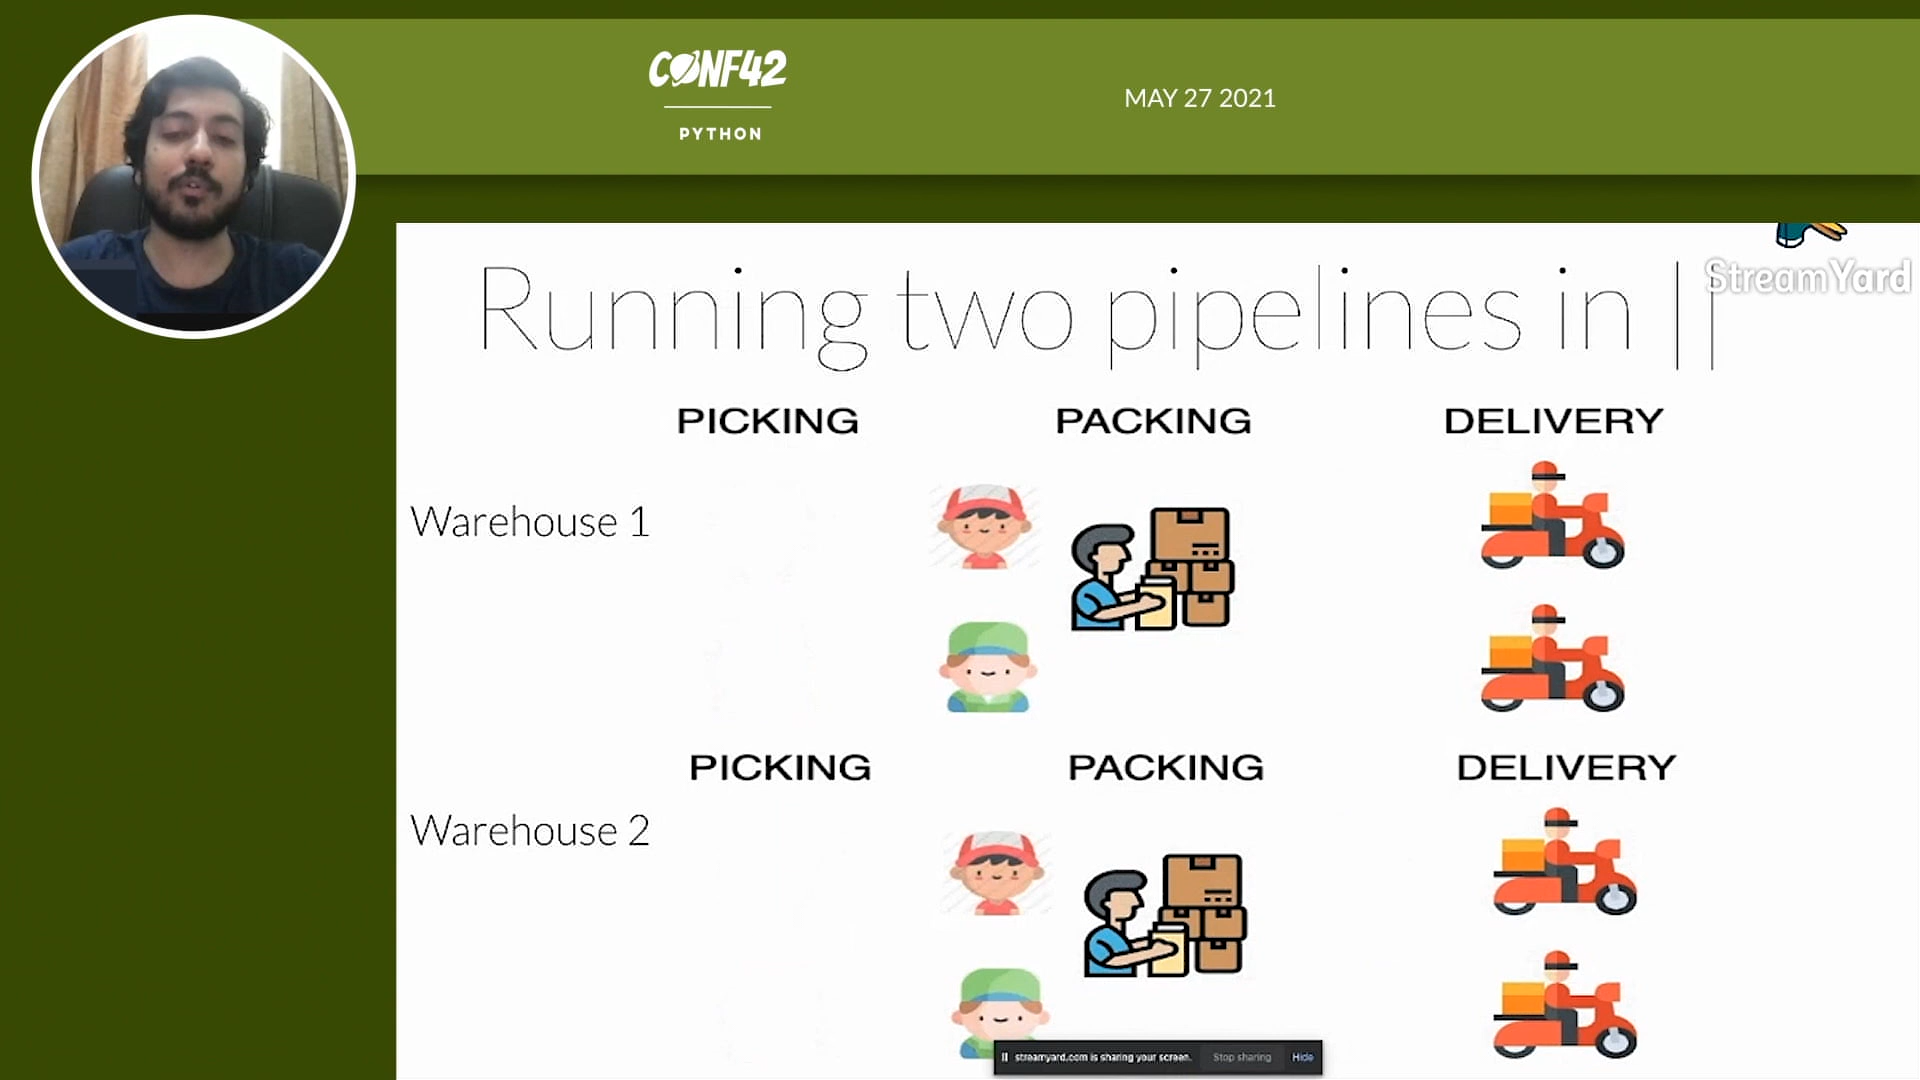 CONF42
PYTHON
MAY 27 2021
StreamYard
Running two pipelines in ||
PICKING PACKING DELIVERY
Warehouse 1
PICKING PACKING DELIVERY
Warehouse 2
streamyard.com is sharing your screen. Stop sharing Hide